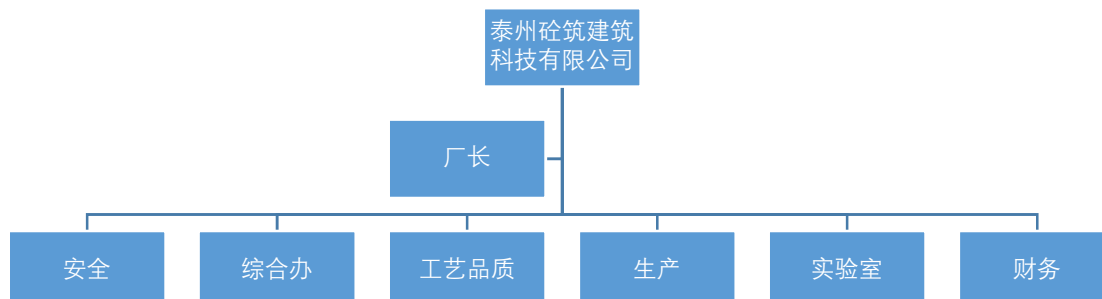 泰州砼筑建筑
科技有限公司
厂长
安全
综合办
工艺品质
生产
实验室
财务